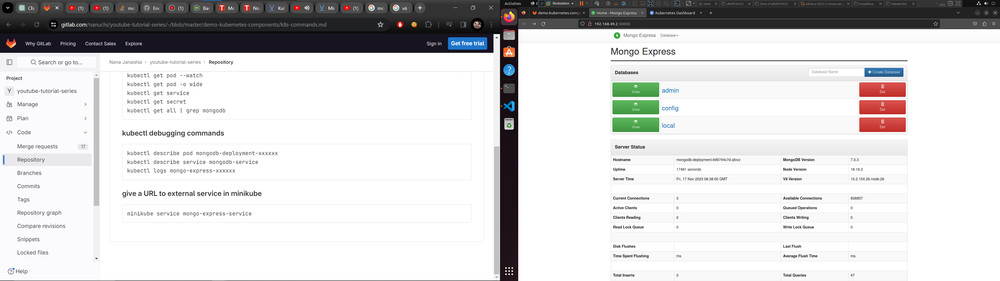 Cha
(1)
(1)
mo
Enc
(1)
Bas
Mo
No
Kub
Mir
(1)
mo
và
gitlab.com/nanuchi/youtube-tutorial-series/-/blob/master/demo-kubernetes-components/k8s-commands.md
Why GitLab
Pricing
Contact Sales
Explore
Sign in
Get free trial
Search or go to...
Nana Janashia
youtube-tutorial-series
Repository
Project
Y youtube-tutorial-series
Manage
Plan
Code
Merge requests 17
Repository
Branches
Commits
Tags
Repository graph
Compare revisions
Snippets
Locked files
Help
kubectl get pod --watch
kubectl get pod -o wide
kubectl get service
kubectl get secret
kubectl get all | grep mongodb
kubectl debugging commands
kubectl describe pod mongodb-deployment-xxxxxx
kubectl describe service mongodb-service
kubectl logs mongo-express-xxxxxx
give a URL to external service in minikube
minikube service mongo-express-service
Activities
Workstation
Home
UBUNTUFA23
Clone of UBUNTUFA23
kali-linux-2023.3-vmware-am...
Prometheus
WebsiteTest
demo-kubernetes-compo
Home - Mongo Express
Kubernetes Dashboard
192.168.49.2:30000
Mongo Express
Database
Mongo Express
Databases
Database Name
Create Database
View admin Del
View config Del
View local Del
Server Status
Hostname mongodb-deployment-699744c7d-qfxvz MongoDB Version 7.0.3
Uptime 17481 seconds Node Version 18.18.2
Server Time Fri, 17 Nov 2023 08:38:00 GMT V8 Version 10.2.154.26-node.26
Current Connections 3 Available Connections 838857
Active Clients 0 Queued Operations 0
Clients Reading 0 Clients Writing 0
Read Lock Queue 0 Write Lock Queue 0
Disk Flushes Last Flush
Time Spent Flushing ms Average Flush Time ms
Total Inserts 0 Total Queries 47